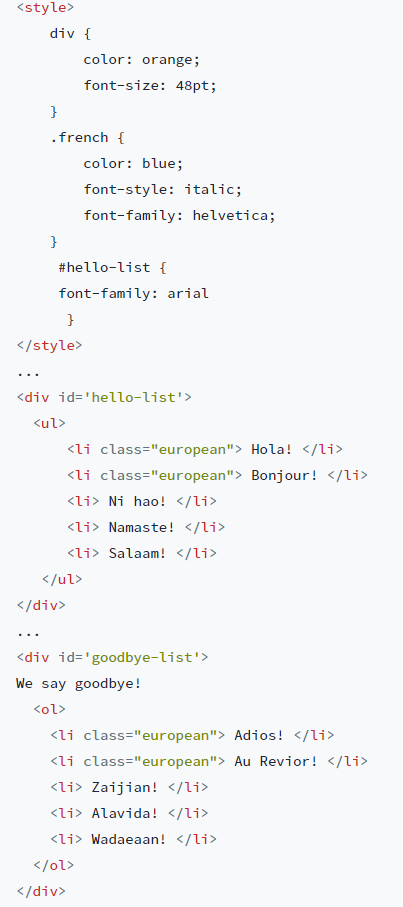 <style>
    div {
        color: orange;
        font-size: 48pt;
    }
    .french {
        color: blue;
        font-style: italic;
        font-family: helvetica;
    }
     #hello-list {
     font-family: arial
      }
</style>
...
<div id='hello-list'>
  <ul>
      <li class="european"> Hola! </li>
      <li class="european"> Bonjour! </li>
      <li> Ni hao! </li>
      <li> Namaste! </li>
      <li> Salaam! </li>
   </ul>
</div>
...
<div id='goodbye-list'>
We say goodbye!
  <ol>
    <li class="european"> Adios! </li>
    <li class="european"> Au Revior! </li>
    <li> Zaijian! </li>
    <li> Alavida! </li>
    <li> Wadaeaan! </li>
  </ol>
</div>